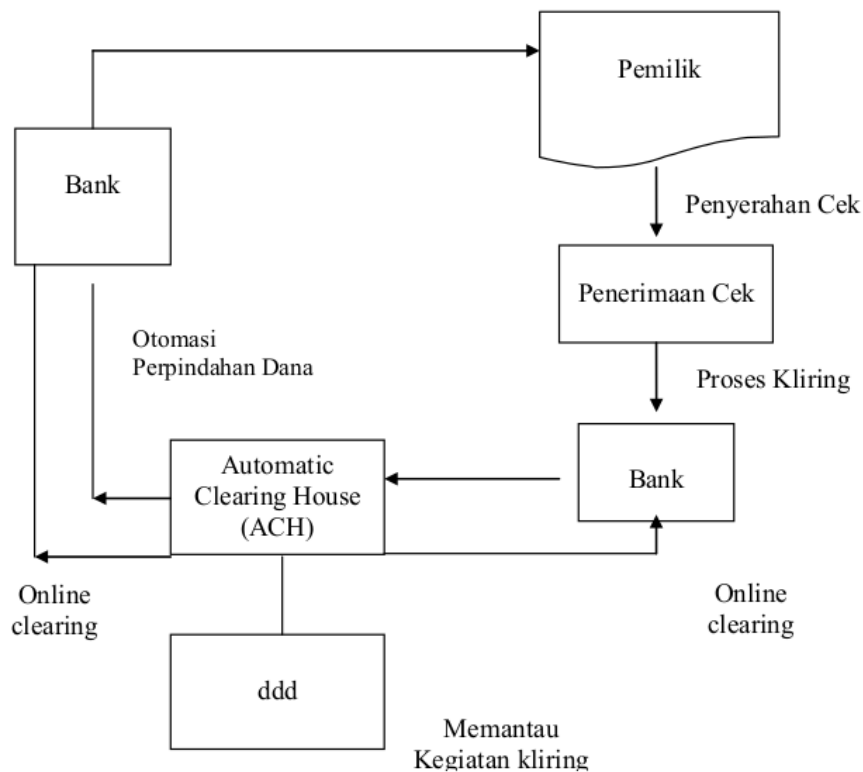 Pemilik
Bank
Penyerahan Cek
Penerimaan Cek
Otomasi
Perpindahan Dana
Proses Kliring
Automatic
Clearing House
(ACH)
Bank
Online
clearing
Online
clearing
ddd
Memantau
Kegiatan kliring